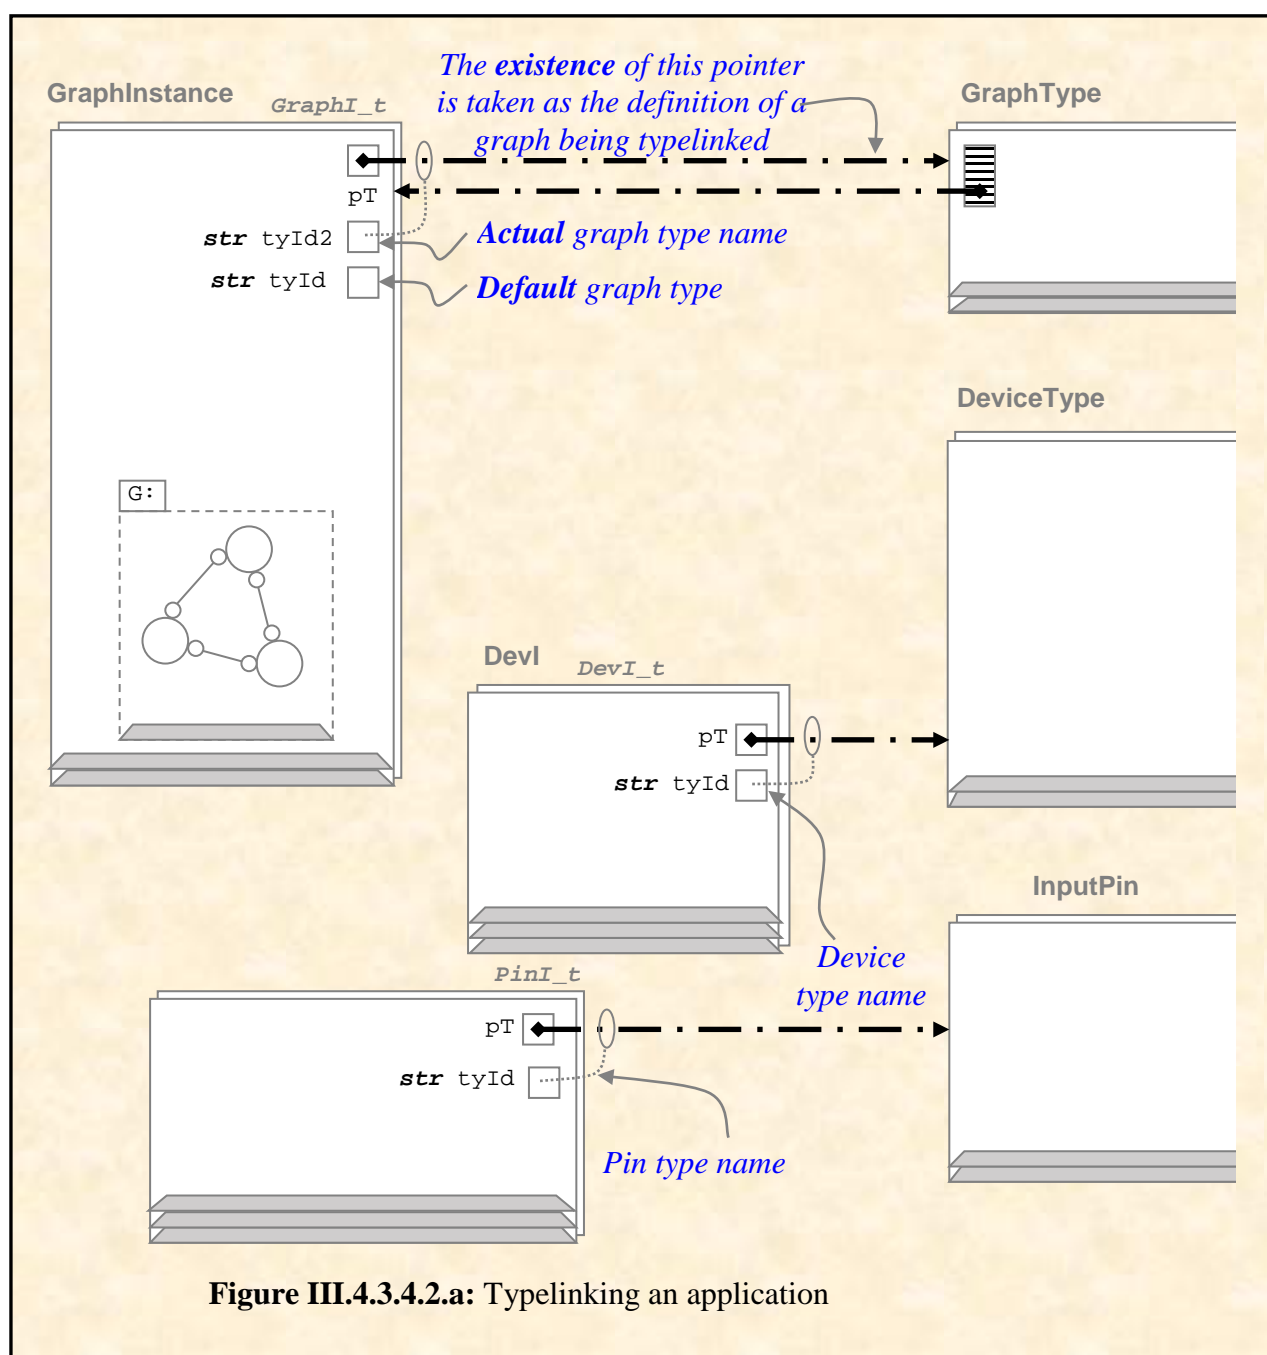 The existence of this pointer
is taken as the definition of a
graph being typelinked
GraphInstance
GraphI_t
GraphType
pT
str tyId2
Actual graph type name
str tyId
Default graph type
DeviceType
G:
DevI
DevI_t
pT
str tyId
InputPin
Device
type name
PinI_t
pT
str tyId
Pin type name
Figure III.4.3.4.2.a: Typelinking an application